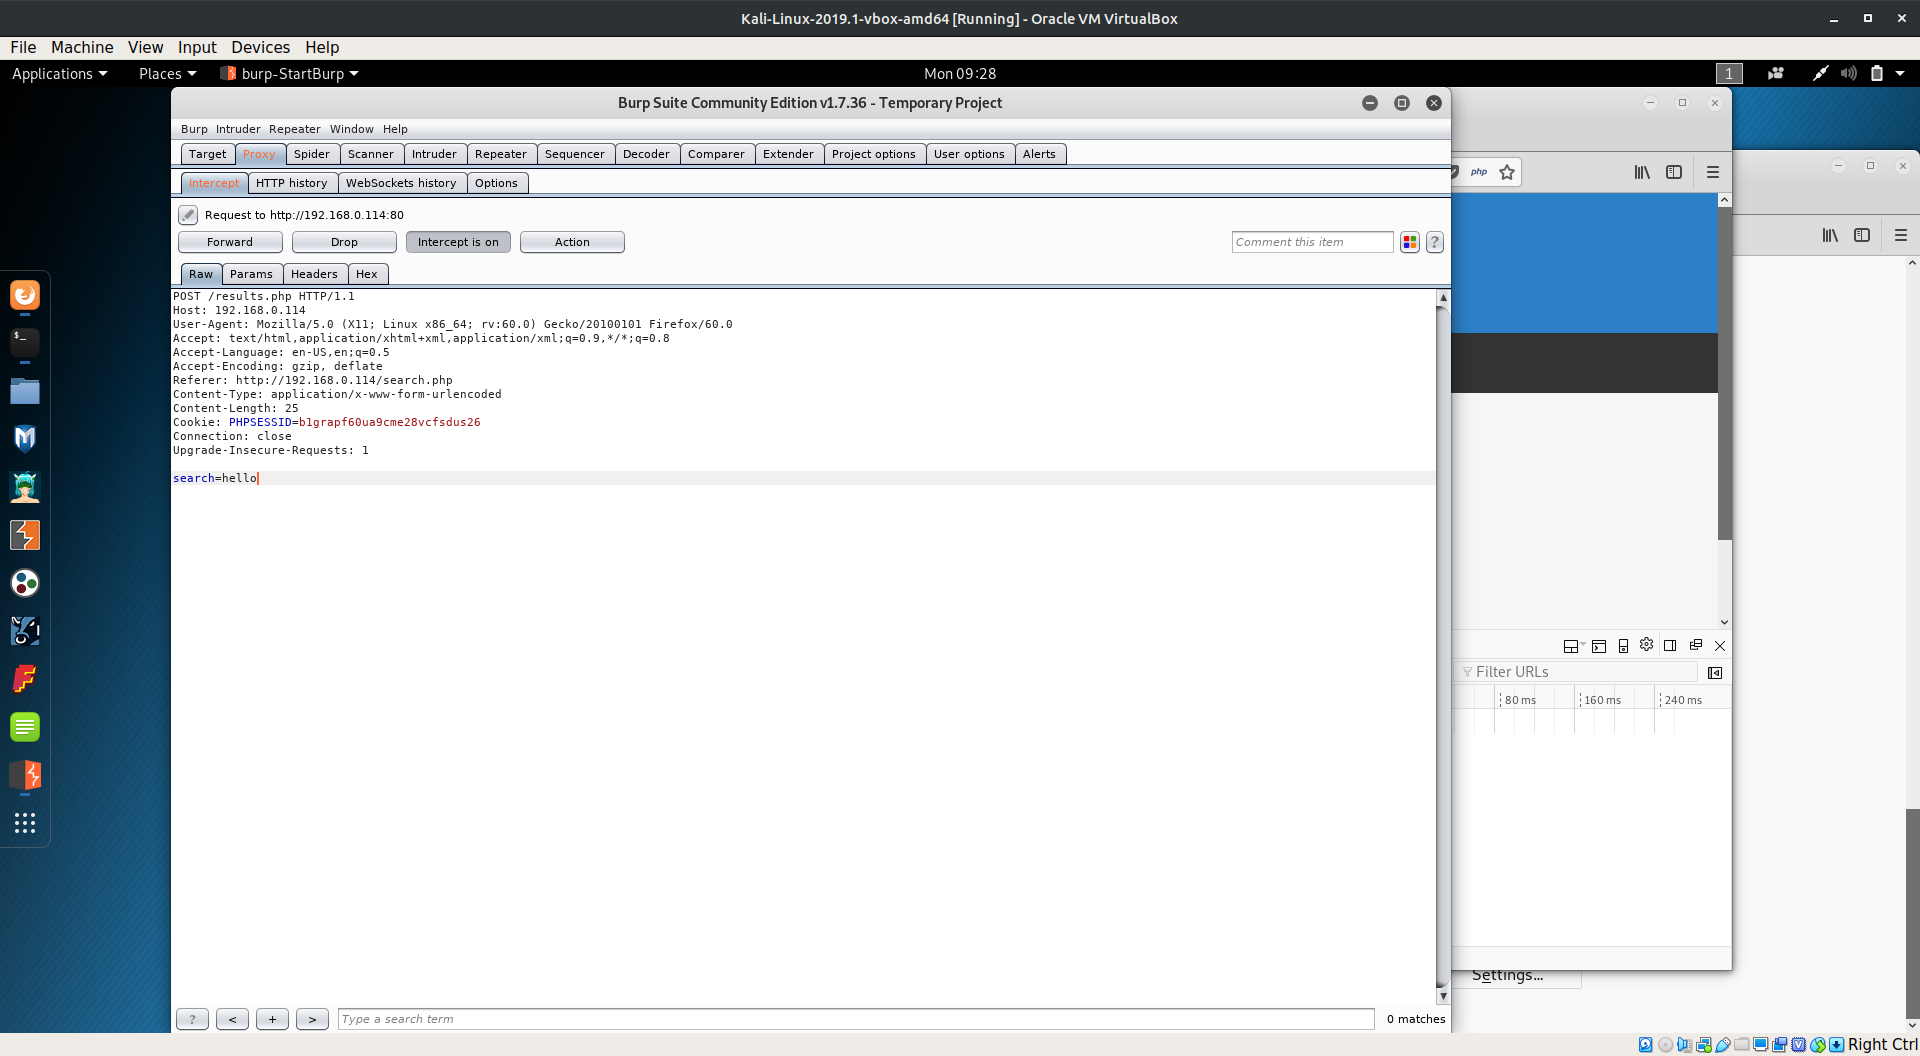 Kali-Linux-2019.1-vbox-amd64 [Running] - Oracle VM VirtualBox
File Machine View Input Devices Help
Applications Places burp-StartBurp Mon 09:28 1
Burp Suite Community Edition v1.7.36 - Temporary Project
Burp Intruder Repeater Window Help
Target Proxy Spider Scanner Intruder Repeater Sequencer Decoder Comparer Extender Project options User options Alerts
php
Intercept HTTP history WebSockets history Options
Request to http://192.168.0.114:80
Forward Drop Intercept is on Action Comment this item ?
Raw Params Headers Hex
POST /results.php HTTP/1.1
Host: 192.168.0.114
User-Agent: Mozilla/5.0 (X11; Linux x86_64; rv:60.0) Gecko/20100101 Firefox/60.0
Accept: text/html,application/xhtml+xml,application/xml;q=0.9,*/*;q=0.8
Accept-Language: en-US,en;q=0.5
Accept-Encoding: gzip, deflate
Referer: http://192.168.0.114/search.php
Content-Type: application/x-www-form-urlencoded
Content-Length: 25
Cookie: PHPSESSID=b1grapf60ua9cme28vcfsdus26
Connection: close
Upgrade-Insecure-Requests: 1
search=hello
Filter URLs
80 ms 160 ms 240 ms
Settings...
? < + > Type a search term 0 matches
Right Ctrl